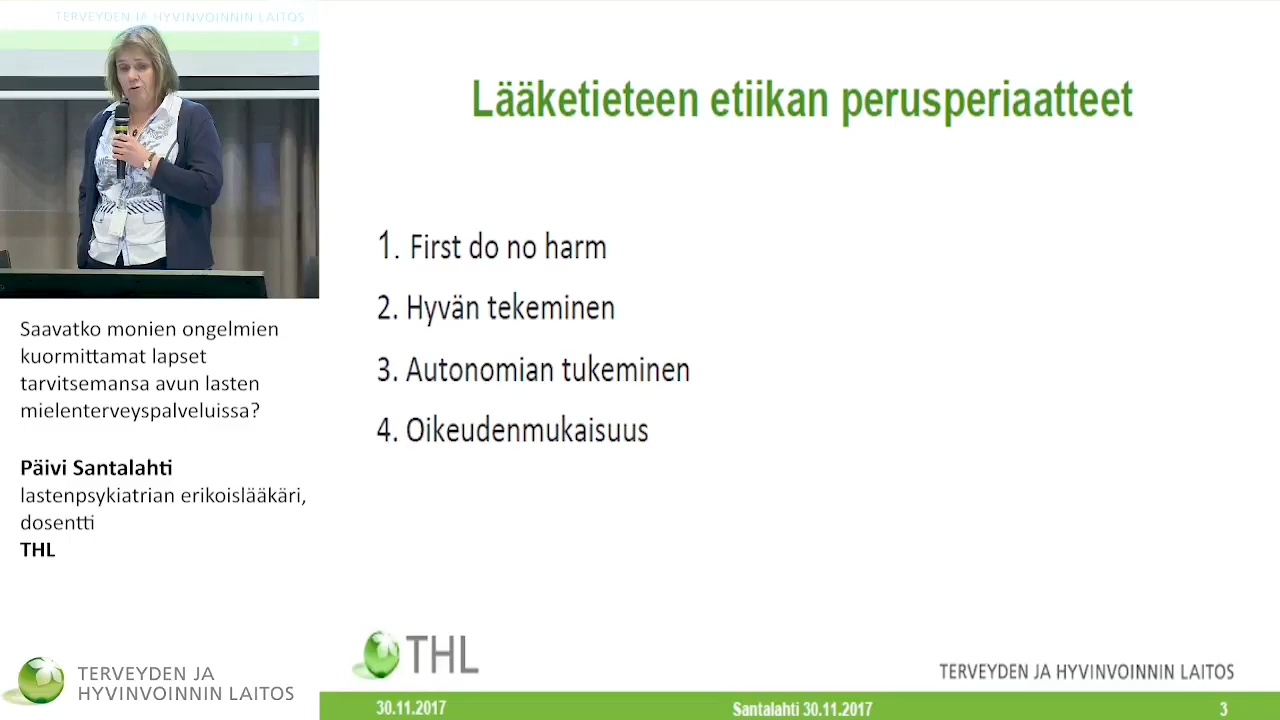 TERVEYDEN JA HYVINVOINNIN LAITOS
3
Saavatko monien ongelmien
kuormittamat lapset
tarvitsemansa avun lasten
mielenterveyspalveluissa?
Päivi Santalahti
lastenpsykiatrian erikoislääkäri,
dosentti
THL
TERVEYDEN JA
HYVINVOINNIN LAITOS
Lääketieteen etiikan perusperiaatteet
1. First do no harm
2. Hyvän tekeminen
3. Autonomian tukeminen
4. Oikeudenmukaisuus
THL
TERVEYDEN JA HYVINVOINNIN LAITOS
30.11.2017
Santalahti 30.11.2017
3